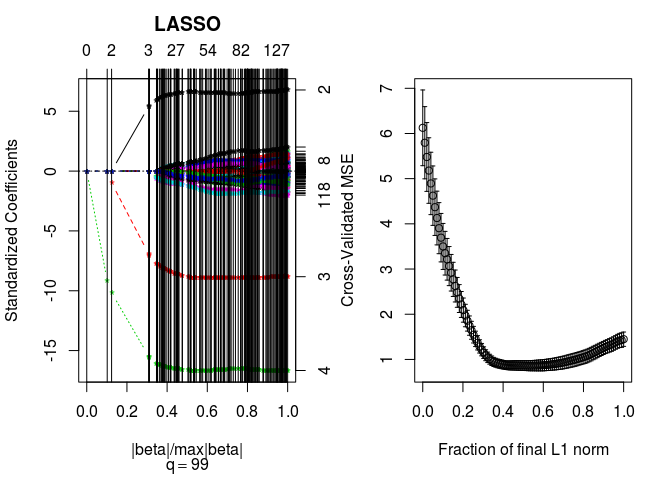 LASSO
0 2 3 27 54 82 127
Standardized Coefficients
5
0
-5
-10
-15
2
8
118
3
4
0.0 0.2 0.4 0.6 0.8 1.0
|beta|/max|beta|
q = 99
Cross-Validated MSE
7
6
5
4
3
2
1
0.0 0.2 0.4 0.6 0.8 1.0
Fraction of final L1 norm